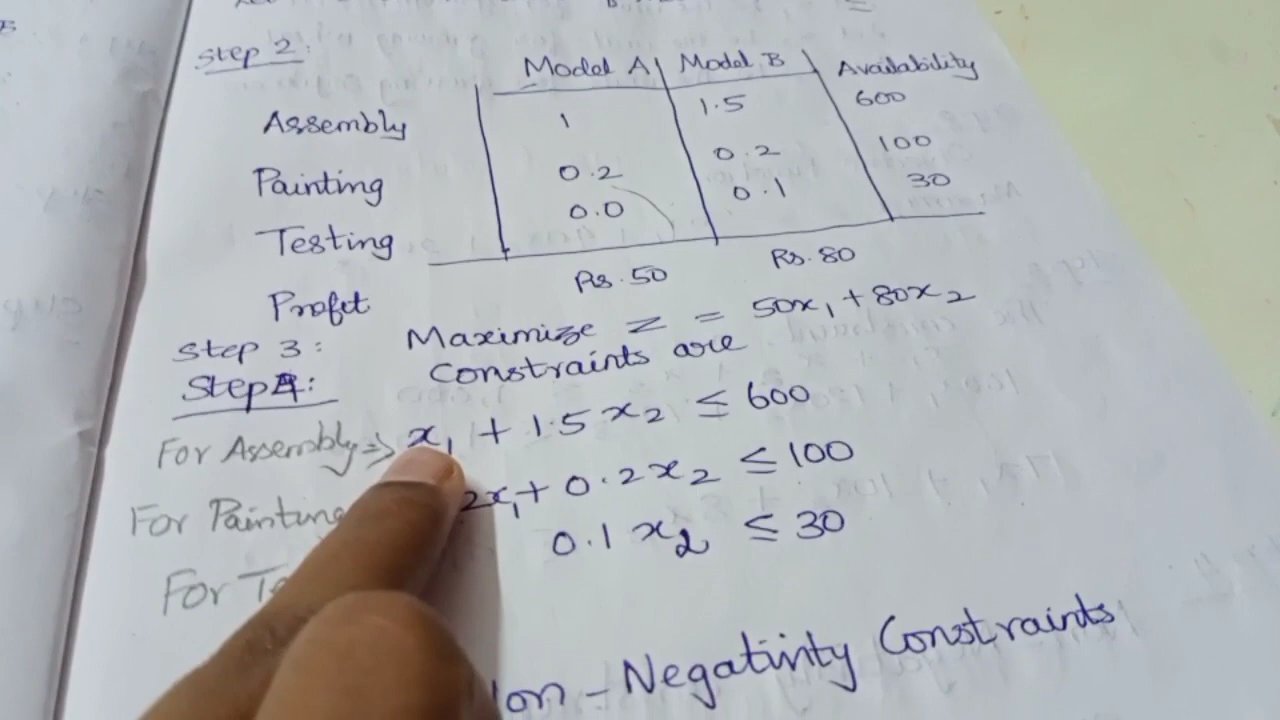 Step 2:
Model A Model B Availability
Assembly 1 1.5 600
Painting 0.2 0.2 100
Testing 0.0 0.1 30
Profit Rs. 50 Rs. 80
Step 3: Maximize Z = 50x₁ + 80x₂
Step 4: Constraints are
For Assembly ⇒ x₁ + 1.5x₂ ≤ 600
For Painting 2x₁ + 0.2x₂ ≤ 100
For 0.1x₂ ≤ 30
Negativity Constraints